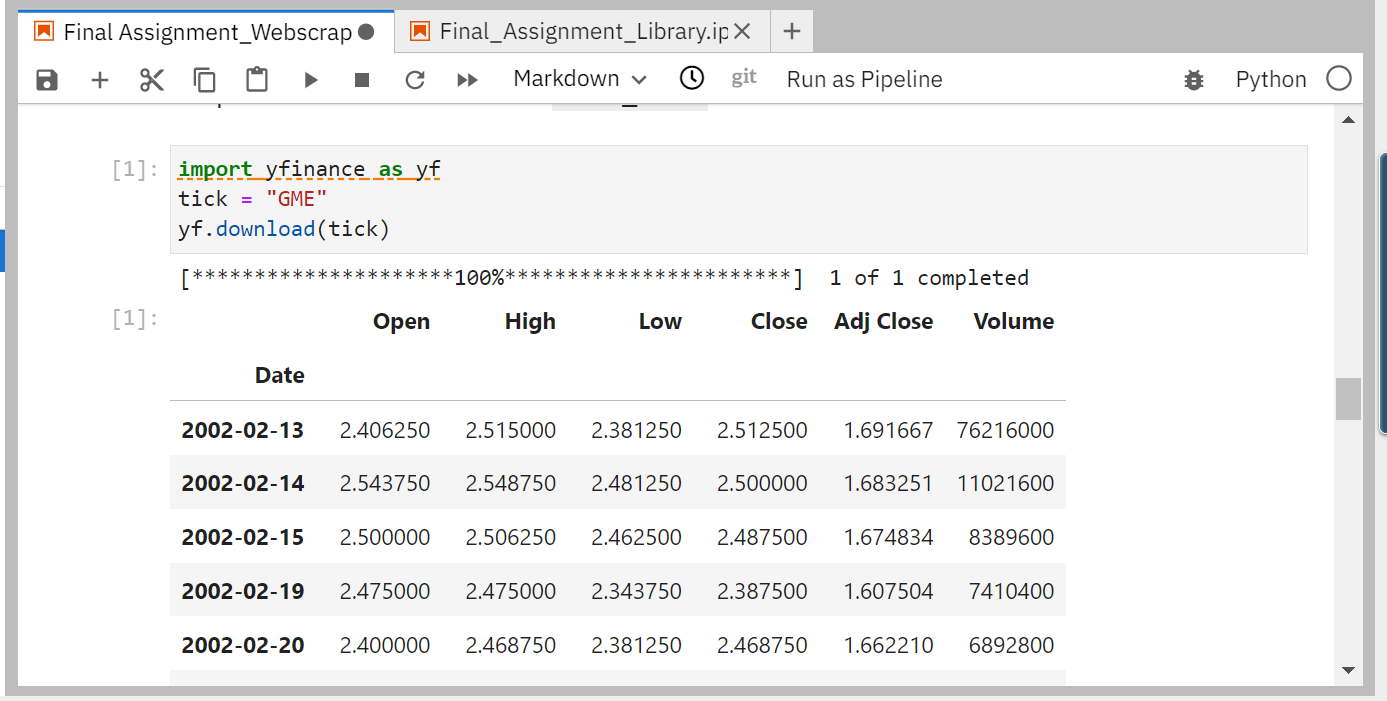 Final Assignment_Webscrap
Final_Assignment_Library.ip
Markdown git Run as Pipeline Python
[1]: import yfinance as yf
tick = "GME"
yf.download(tick)
[*********************100%***********************] 1 of 1 completed
[1]: Open High Low Close Adj Close Volume
Date
2002-02-13 2.406250 2.515000 2.381250 2.512500 1.691667 76216000
2002-02-14 2.543750 2.548750 2.481250 2.500000 1.683251 11021600
2002-02-15 2.500000 2.506250 2.462500 2.487500 1.674834 8389600
2002-02-19 2.475000 2.475000 2.343750 2.387500 1.607504 7410400
2002-02-20 2.400000 2.468750 2.381250 2.468750 1.662210 6892800